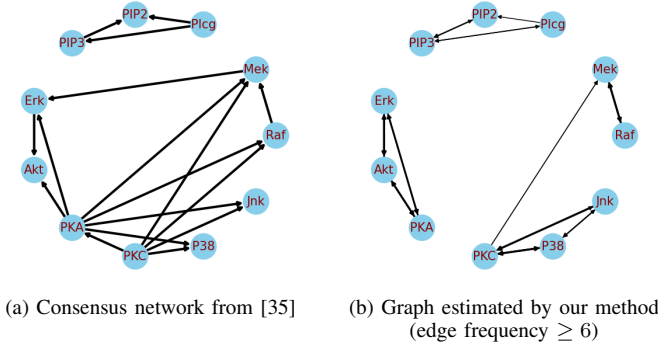 PIP2
Plcg
PIP3
Mek
Erk
Raf
Akt
Jnk
PKA
P38
PKC
(a) Consensus network from [35]
PIP2
Plcg
PIP3
Mek
Erk
Raf
Akt
Jnk
PKA
P38
PKC
(b) Graph estimated by our method
(edge frequency ≥ 6)